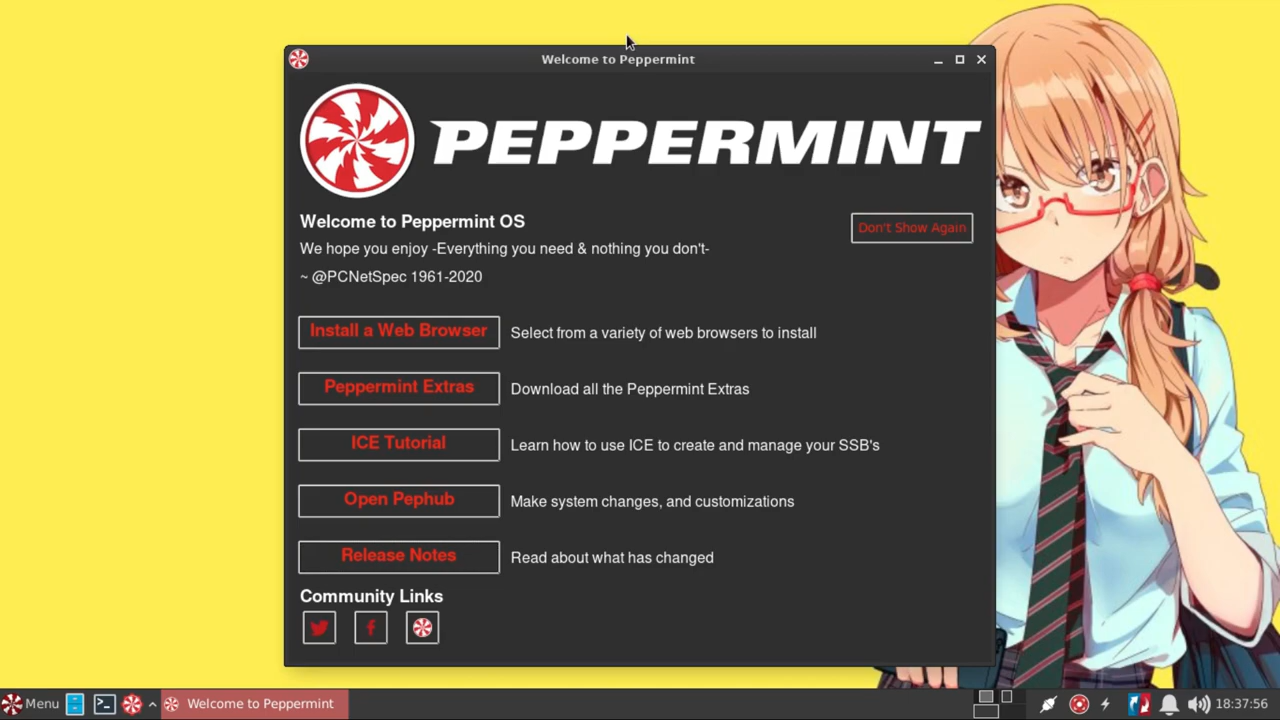 Welcome to Peppermint
PEPPERMINT
Welcome to Peppermint OS
Don't Show Again
We hope you enjoy -Everything you need & nothing you don't-
~ @PCNetSpec 1961-2020
Install a Web Browser Select from a variety of web browsers to install
Peppermint Extras Download all the Peppermint Extras
ICE Tutorial Learn how to use ICE to create and manage your SSB's
Open Pephub Make system changes, and customizations
Release Notes Read about what has changed
Community Links
Menu Welcome to Peppermint 18:37:56